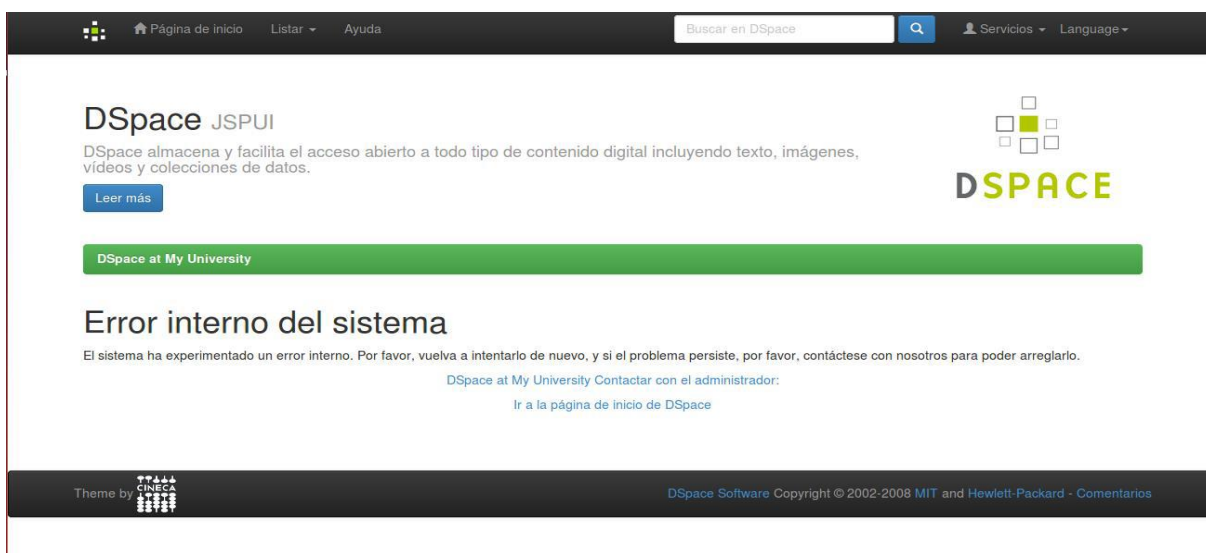 Página de inicio Listar Ayuda Buscar en DSpace Servicios Language
DSpace JSPUI
DSpace almacena y facilita el acceso abierto a todo tipo de contenido digital incluyendo texto, imágenes,
vídeos y colecciones de datos.
Leer más
DSPACE
DSpace at My University
Error interno del sistema
El sistema ha experimentado un error interno. Por favor, vuelva a intentarlo de nuevo, y si el problema persiste, por favor, contáctese con nosotros para poder arreglarlo.
DSpace at My University Contactar con el administrador:
Ir a la página de inicio de DSpace
Theme by CINECA
DSpace Software Copyright © 2002-2008 MIT and Hewlett-Packard - Comentarios